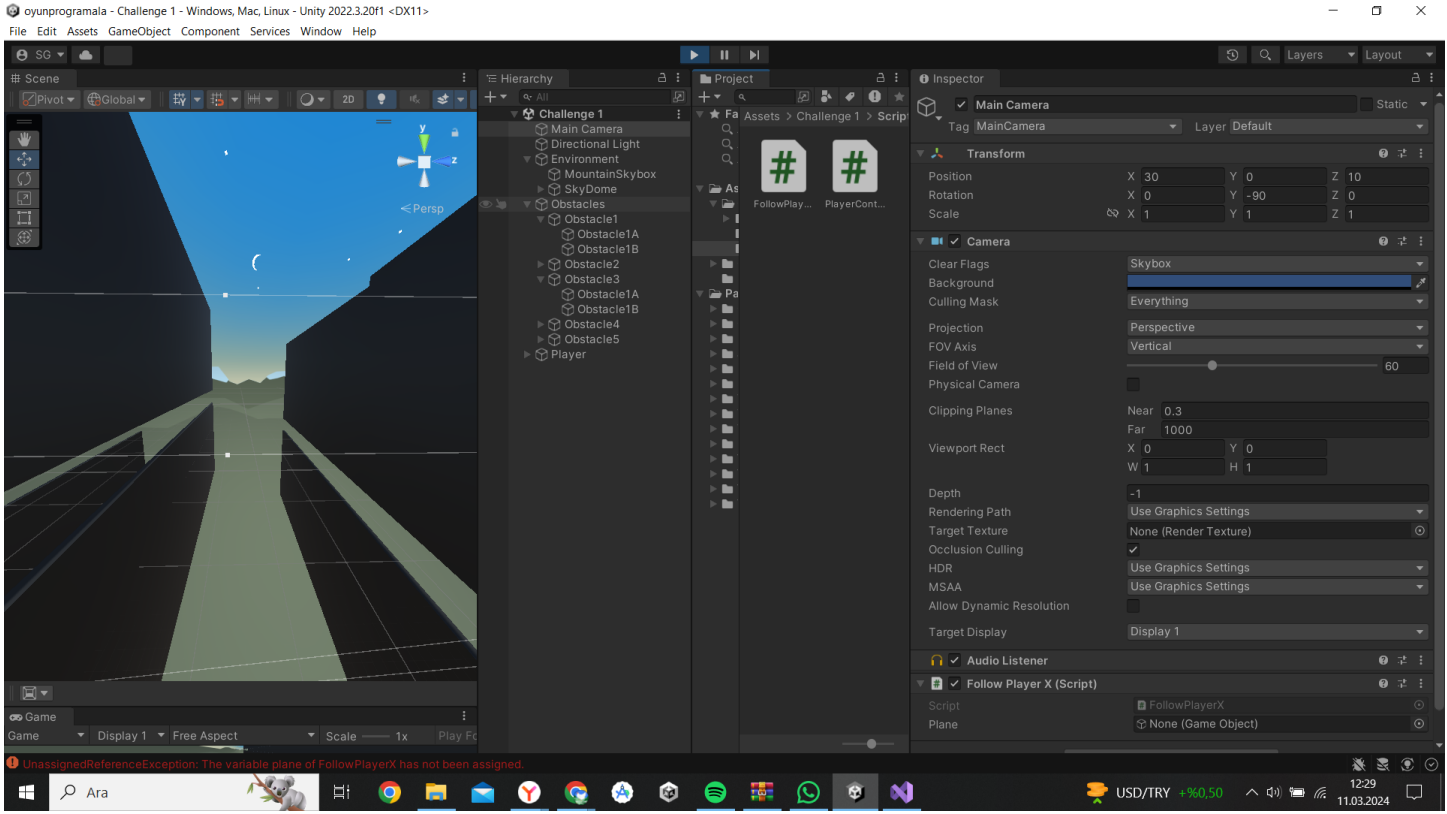 oyunprogramala - Challenge 1 - Windows, Mac, Linux - Unity 2022.3.20f1 <DX11>
File Edit Assets GameObject Component Services Window Help
SG Layers Layout
Scene
Pivot Global 2D
y
z
Persp
Game
Game Display 1 Free Aspect Scale 1x Play Fo
Hierarchy
All
Challenge 1
Main Camera
Directional Light
Environment
MountainSkybox
SkyDome
Obstacles
Obstacle1
Obstacle1A
Obstacle1B
Obstacle2
Obstacle3
Obstacle1A
Obstacle1B
Obstacle4
Obstacle5
Player
Project
Fa
As
Pa
Assets > Challenge 1 > Script
FollowPlay... PlayerCont...
Inspector
Main Camera Static
Tag MainCamera Layer Default
Transform
Position X 30 Y 0 Z 10
Rotation X 0 Y -90 Z 0
Scale X 1 Y 1 Z 1
Camera
Clear Flags Skybox
Background
Culling Mask Everything
Projection Perspective
FOV Axis Vertical
Field of View 60
Physical Camera
Clipping Planes Near 0.3
Far 1000
Viewport Rect X 0 Y 0
W 1 H 1
Depth -1
Rendering Path Use Graphics Settings
Target Texture None (Render Texture)
Occlusion Culling
HDR Use Graphics Settings
MSAA Use Graphics Settings
Allow Dynamic Resolution
Target Display Display 1
Audio Listener
Follow Player X (Script)
Script FollowPlayerX
Plane None (Game Object)
UnassignedReferenceException: The variable plane of FollowPlayerX has not been assigned.
Ara
USD/TRY +%0,50
12:29
11.03.2024